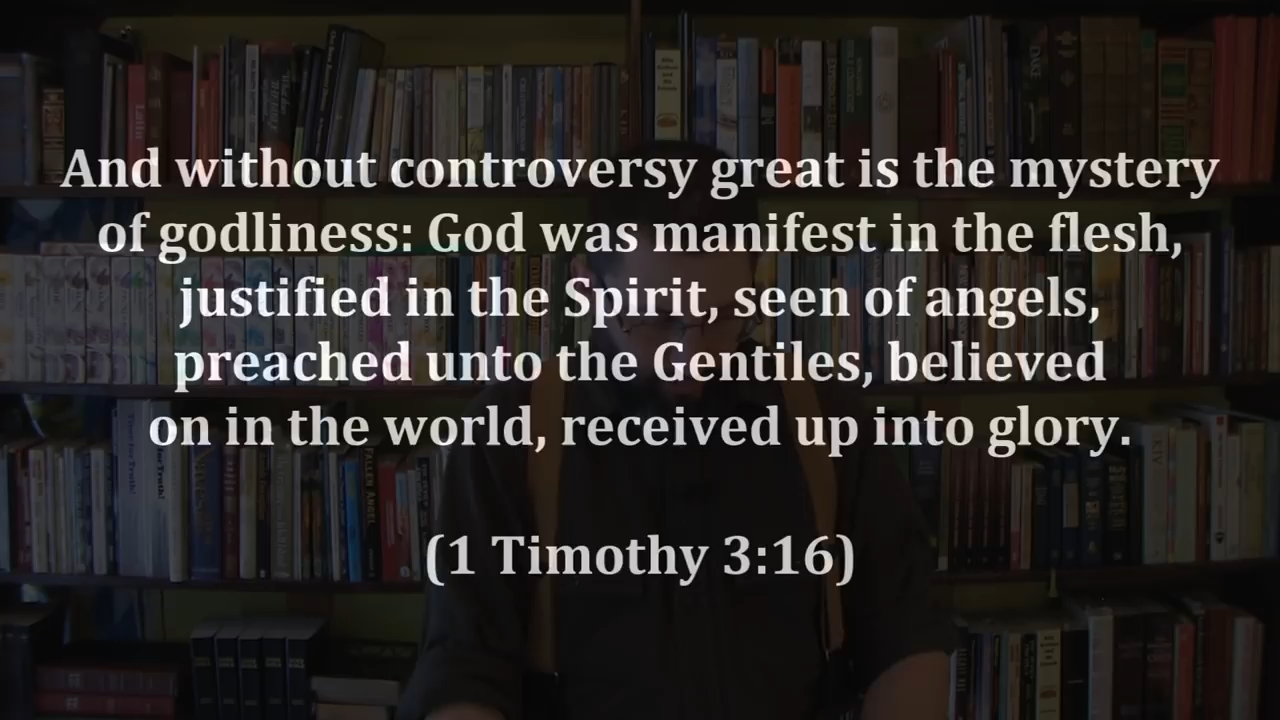 And without controversy great is the mystery
of godliness: God was manifest in the flesh,
justified in the Spirit, seen of angels,
preached unto the Gentiles, believed
on in the world, received up into glory.
(1 Timothy 3:16)
FALLEN ANGEL